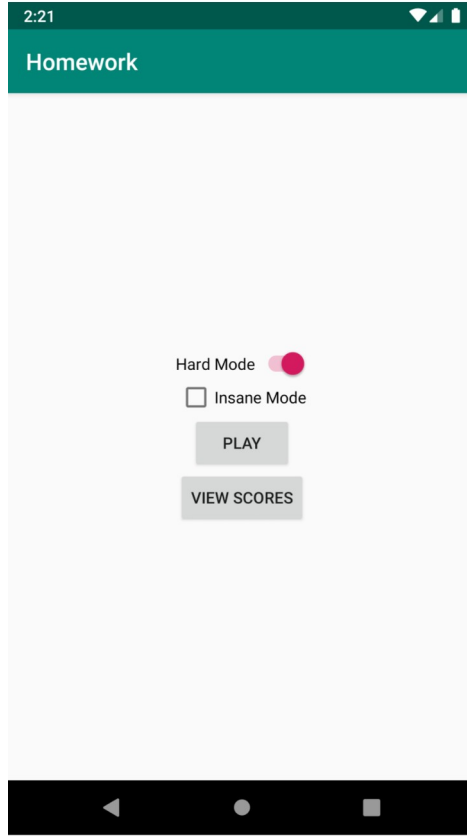 2:21
Homework
Hard Mode
Insane Mode
PLAY
VIEW SCORES